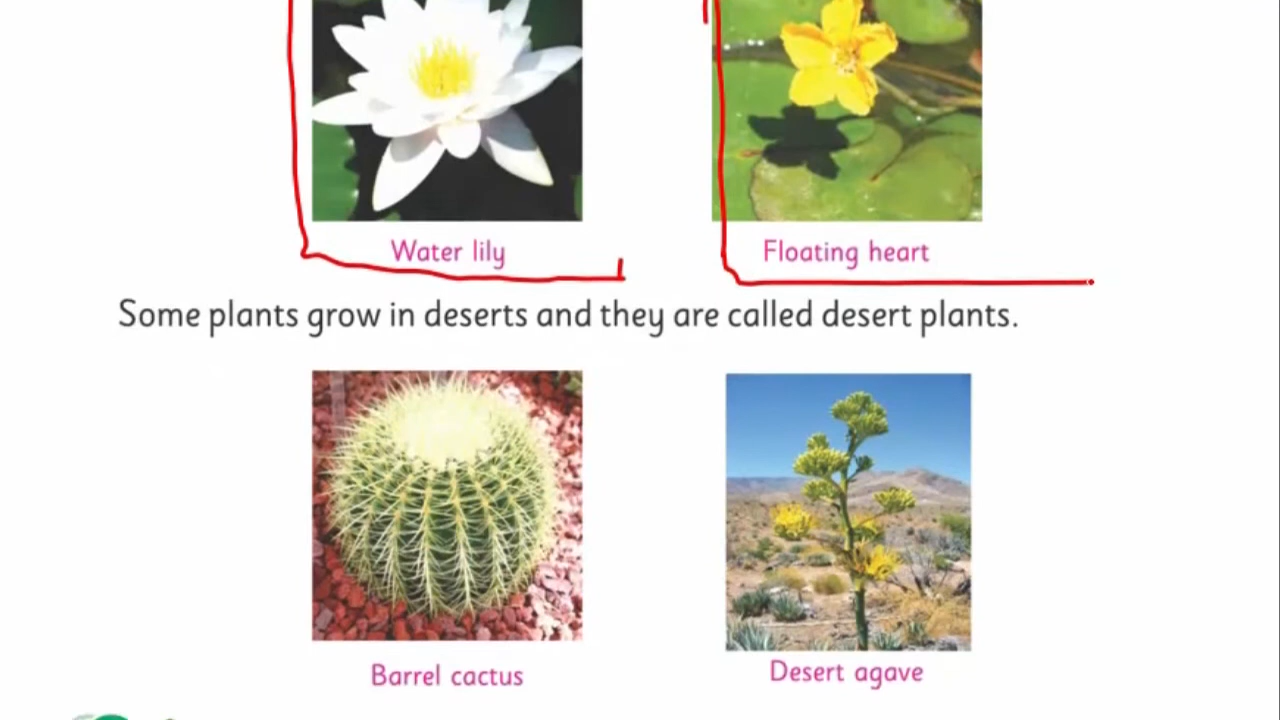 Water lily
Floating heart
Some plants grow in deserts and they are called desert plants.
Barrel cactus
Desert agave